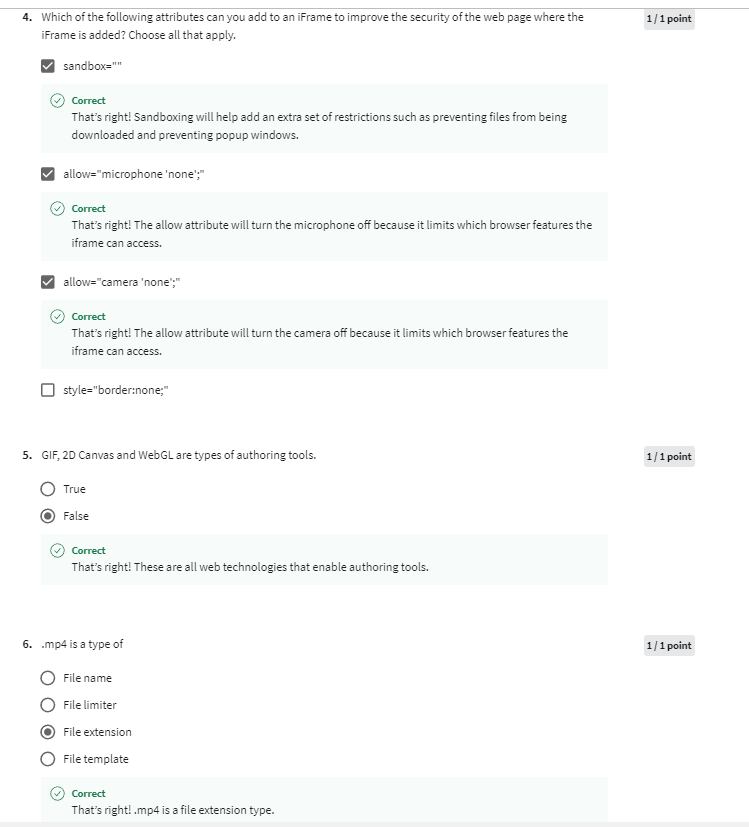 4. Which of the following attributes can you add to an iFrame to improve the security of the web page where the
iFrame is added? Choose all that apply.
1 / 1 point
sandbox=""
Correct
That's right! Sandboxing will help add an extra set of restrictions such as preventing files from being
downloaded and preventing popup windows.
allow="microphone 'none';"
Correct
That's right! The allow attribute will turn the microphone off because it limits which browser features the
iframe can access.
allow="camera 'none';"
Correct
That's right! The allow attribute will turn the camera off because it limits which browser features the
iframe can access.
style="border:none;"
5. GIF, 2D Canvas and WebGL are types of authoring tools.
1 / 1 point
True
False
Correct
That's right! These are all web technologies that enable authoring tools.
6. .mp4 is a type of
1 / 1 point
File name
File limiter
File extension
File template
Correct
That's right! .mp4 is a file extension type.